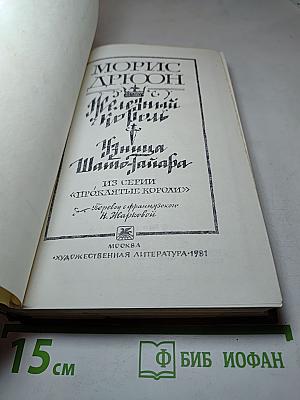 МОРИС
ДРЮОН
Железный
король
Узница
Шато-Гайара
ИЗ СЕРИИ
«ПРОКЛЯТЫЕ КОРОЛИ»
Перевод с французского
Н. Жарковой
МОСКВА
«ХУДОЖЕСТВЕННАЯ ЛИТЕРАТУРА» 1981
15 см
БИБ ИОФАН